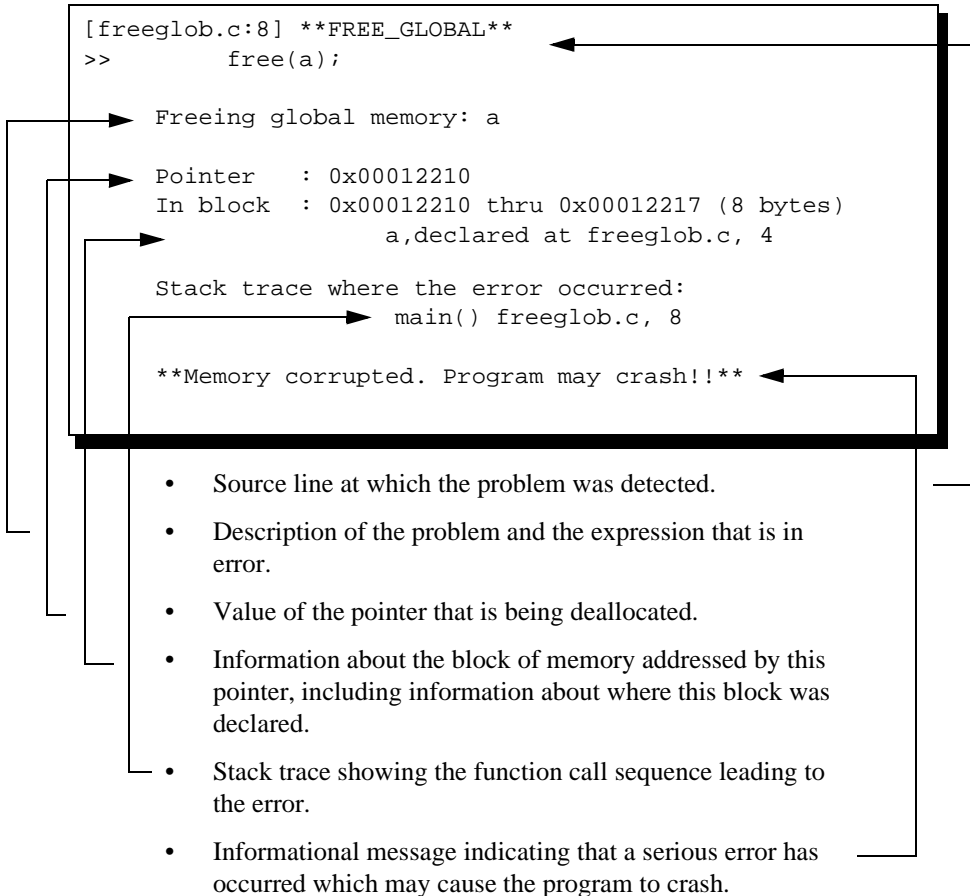 [freeglob.c:8] **FREE_GLOBAL**
>> free(a);
Freeing global memory: a
Pointer : 0x00012210
In block : 0x00012210 thru 0x00012217 (8 bytes)
a,declared at freeglob.c, 4
Stack trace where the error occurred:
main() freeglob.c, 8
**Memory corrupted. Program may crash!!**
• Source line at which the problem was detected.
• Description of the problem and the expression that is in
error.
• Value of the pointer that is being deallocated.
• Information about the block of memory addressed by this
pointer, including information about where this block was
declared.
• Stack trace showing the function call sequence leading to
the error.
• Informational message indicating that a serious error has
occurred which may cause the program to crash.